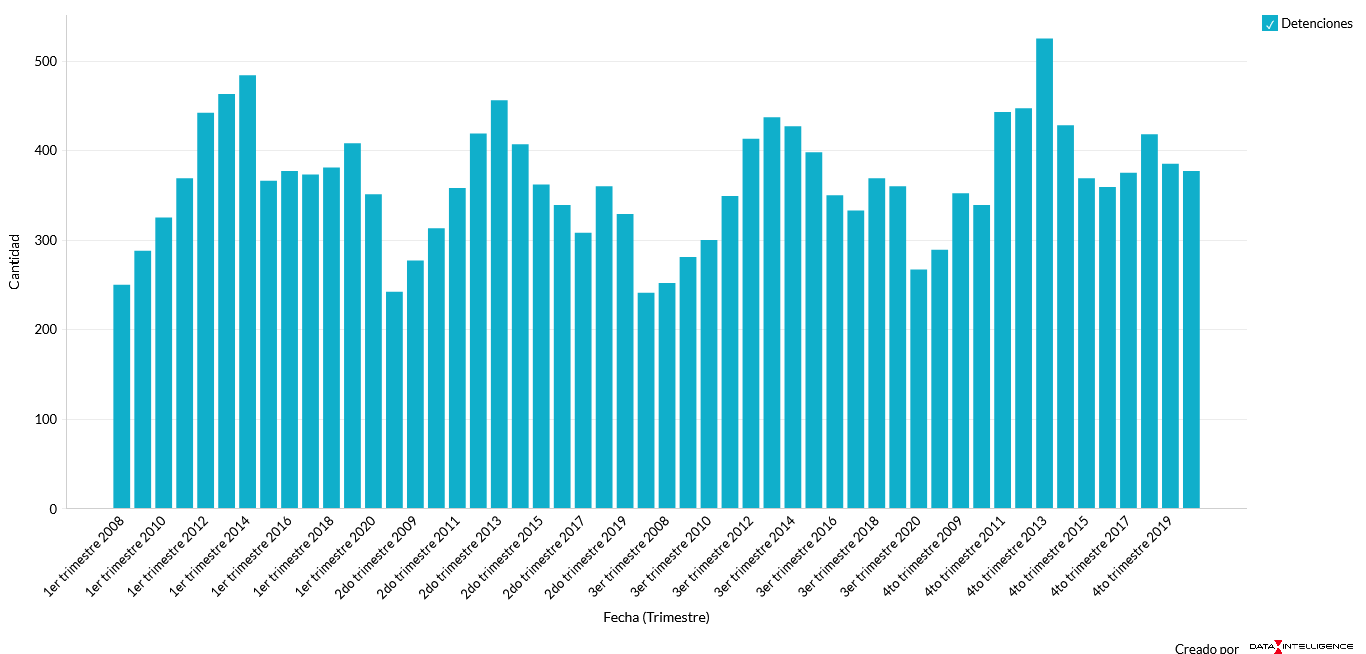 Detenciones
500
400
300
200
100
0
Cantidad
1er trimestre 2008
1er trimestre 2010
1er trimestre 2012
1er trimestre 2014
1er trimestre 2016
1er trimestre 2018
1er trimestre 2020
2do trimestre 2009
2do trimestre 2011
2do trimestre 2013
2do trimestre 2015
2do trimestre 2017
2do trimestre 2019
3er trimestre 2008
3er trimestre 2010
3er trimestre 2012
3er trimestre 2014
3er trimestre 2016
3er trimestre 2018
3er trimestre 2020
4to trimestre 2009
4to trimestre 2011
4to trimestre 2013
4to trimestre 2015
4to trimestre 2017
4to trimestre 2019
Fecha (Trimestre)
Creado por DATA INTELLIGENCE